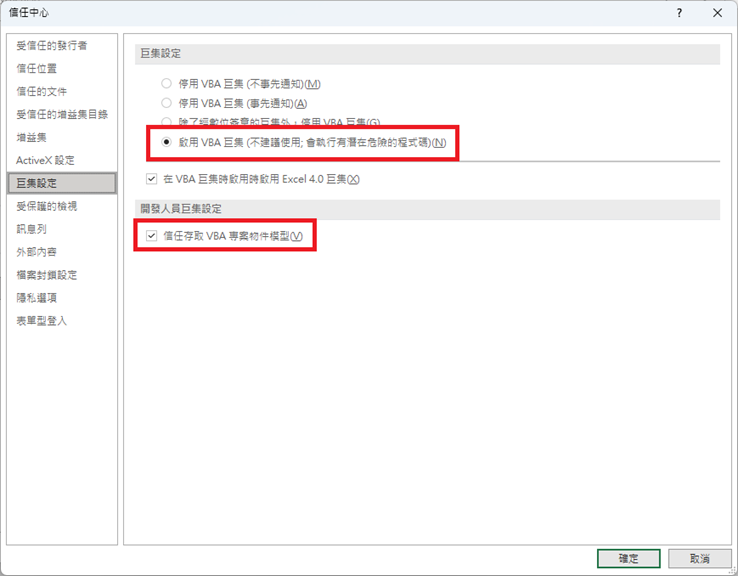 信任中心
?
受信任的發行者
信任位置
信任的文件
受信任的增益集目錄
增益集
ActiveX 設定
巨集設定
受保護的檢視
訊息列
外部內容
檔案封鎖設定
隱私選項
表單型登入
巨集設定
停用 VBA 巨集 (不事先通知)(M)
停用 VBA 巨集 (事先通知)(A)
除了經數位簽章的巨集外，停用 VBA 巨集(G)
啟用 VBA 巨集 (不建議使用; 會執行有潛在危險的程式碼)(N)
在 VBA 巨集時啟用時啟用 Excel 4.0 巨集(X)
開發人員巨集設定
信任存取 VBA 專案物件模型(V)
確定
取消